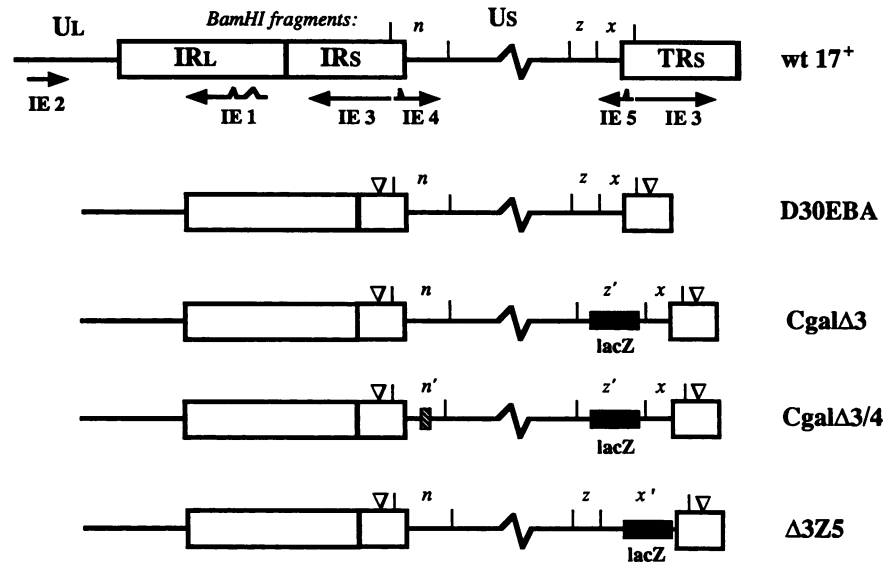 BamHI fragments:
UL n US z x
IRL IRS TRS wt 17+
IE 2 IE 1 IE 3 IE 4 IE 5 IE 3
n z x
D30EBA
n z' x
CgalΔ3
lacZ
n' z' x
CgalΔ3/4
lacZ
n z x'
Δ3Z5
lacZ